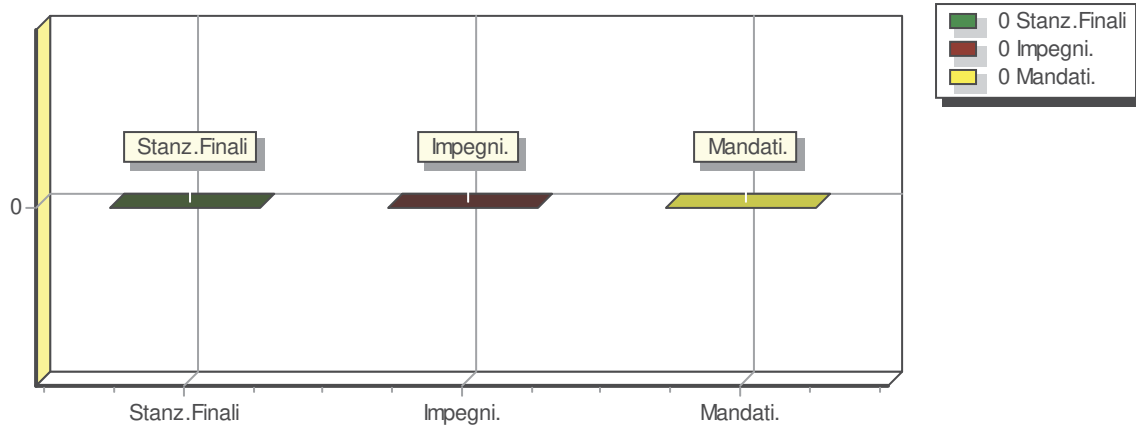 0 Stanz.Finali
0 Impegni.
0 Mandati.
Stanz.Finali
Impegni.
Mandati.
0
Stanz.Finali
Impegni.
Mandati.